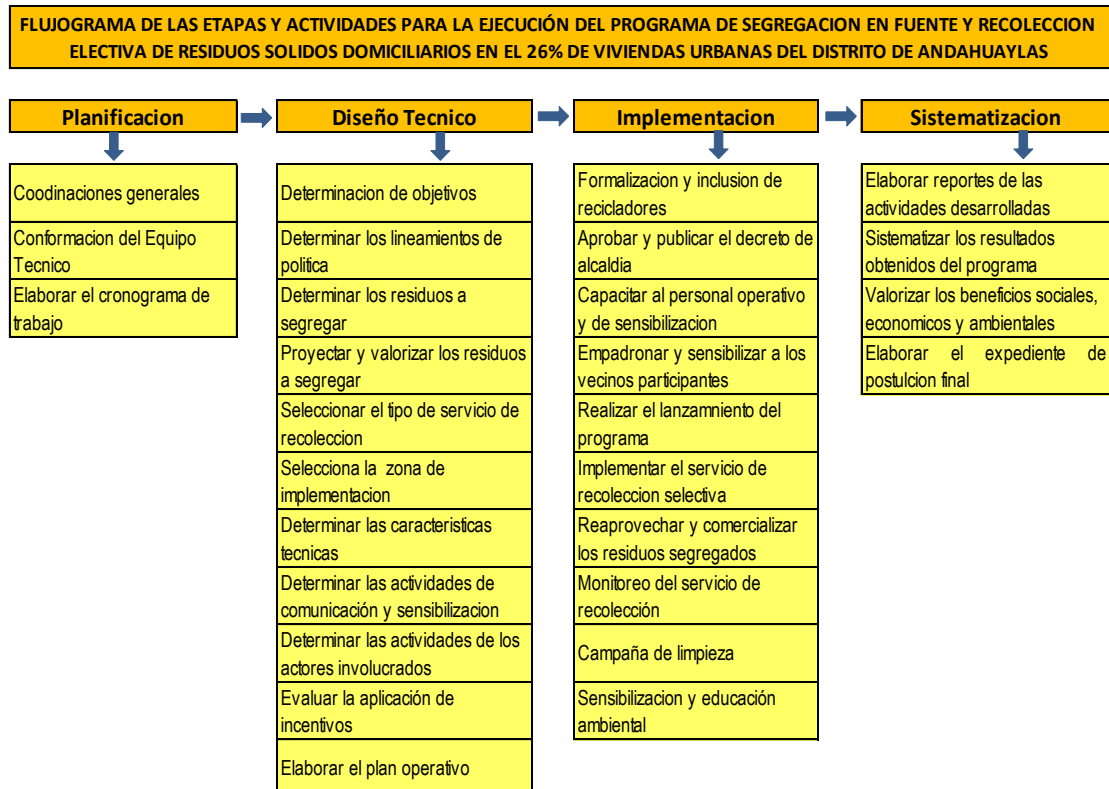 FLUJOGRAMA DE LAS ETAPAS Y ACTIVIDADES PARA LA EJECUCIÓN DEL PROGRAMA DE SEGREGACION EN FUENTE Y RECOLECCION
ELECTIVA DE RESIDUOS SOLIDOS DOMICILIARIOS EN EL 26% DE VIVIENDAS URBANAS DEL DISTRITO DE ANDAHUAYLAS
Planificacion
Coodinaciones generales
Conformacion del Equipo
Tecnico
Elaborar el cronograma de
trabajo
Diseño Tecnico
Determinacion de objetivos
Determinar los lineamientos de
politica
Determinar los residuos a
segregar
Proyectar y valorizar los residuos
a segregar
Seleccionar el tipo de servicio de
recoleccion
Selecciona la zona de
implementacion
Determinar las caracteristicas
tecnicas
Determinar las actividades de
comunicación y sensibilizacion
Determinar las actividades de los
actores involucrados
Evaluar la aplicación de
incentivos
Elaborar el plan operativo
Implementacion
Formalizacion y inclusion de
recicladores
Aprobar y publicar el decreto de
alcaldia
Capacitar al personal operativo
y de sensibilizacion
Empadronar y sensibilizar a los
vecinos participantes
Realizar el lanzamniento del
programa
Implementar el servicio de
recoleccion selectiva
Reaprovechar y comercializar
los residuos segregados
Monitoreo del servicio de
recolección
Campaña de limpieza
Sensibilizacion y educación
ambiental
Sistematizacion
Elaborar reportes de las
actividades desarrolladas
Sistematizar los resultados
obtenidos del programa
Valorizar los beneficios sociales,
economicos y ambientales
Elaborar el expediente de
postulcion final